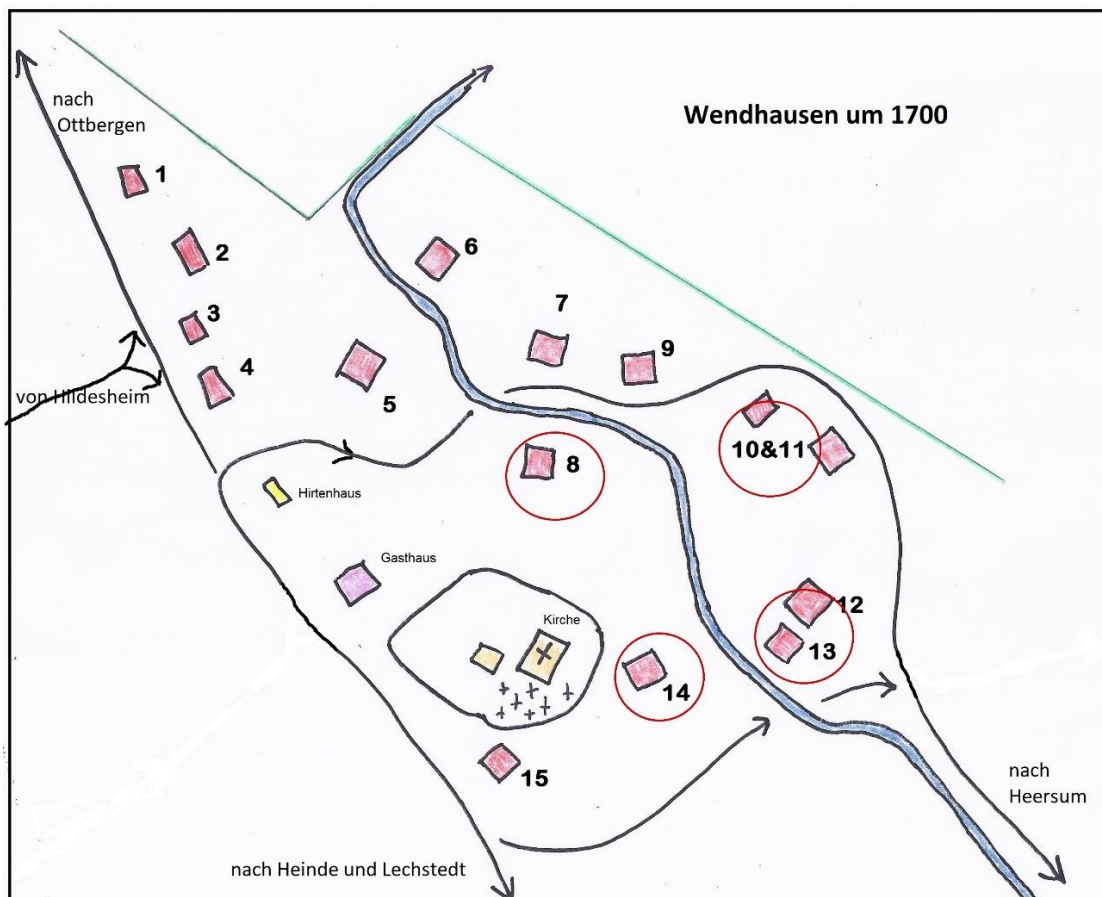 Wendhausen um 1700
nach
Ottbergen
1
2
3
4
von Hildesheim
5
6
7
9
8
10&11
Hirtenhaus
Gasthaus
Kirche
12
13
14
15
nach
Heersum
nach Heinde und Lechstedt